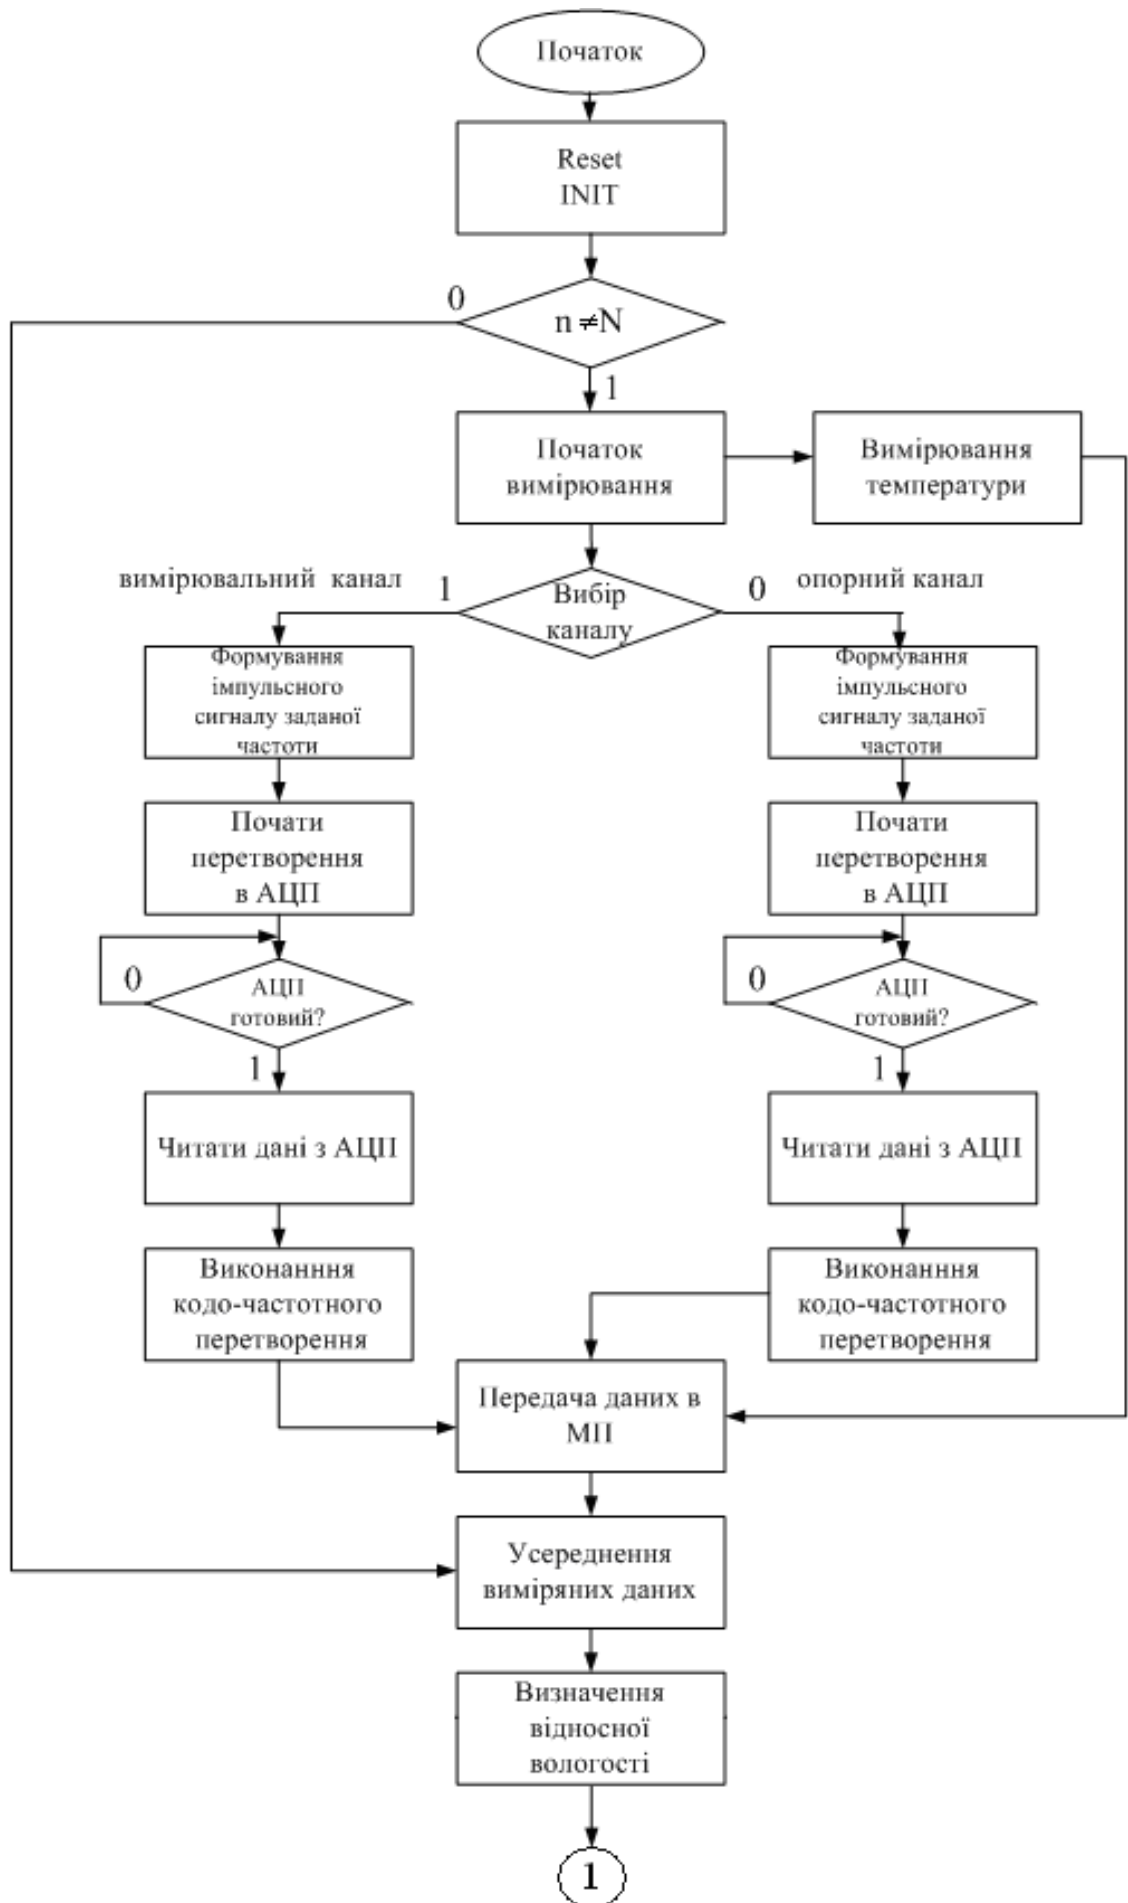 Початок
Reset
INIT
0
n ≠N
1
Початок
вимірювання
Вимірювання
температури
вимірювальний канал
1
Вибір
каналу
0
опорний канал
Формування
імпульсного
сигналу заданої
частоти
Формування
імпульсного
сигналу заданої
частоти
Почати
перетворення
в АЦП
Почати
перетворення
в АЦП
0
АЦП
готовий?
1
0
АЦП
готовий?
1
Читати дані з АЦП
Читати дані з АЦП
Виконанння
кодо-частотного
перетворення
Виконанння
кодо-частотного
перетворення
Передача даних в
МП
Усереднення
виміряних даних
Визначення
відносної
вологості
1